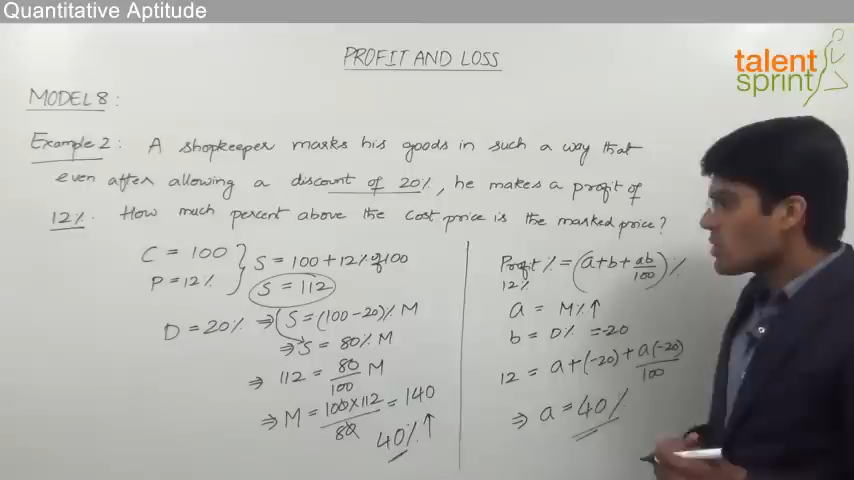 Quantitative Aptitude
talent
sprint
PROFIT AND LOSS
MODEL 8 :
Example 2 : A shopkeeper marks his goods in such a way that
even after allowing a discount of 20%, he makes a profit of
12%. How much percent above the cost price is the marked price?
C = 100
P = 12%
S = 100 + 12% of 100
S = 112
D = 20% ⇒ S = (100 - 20)% M
⇒ S = 80% M
⇒ 112 = 80/100 M
⇒ M = 100 × 112 / 80 = 140
40% ↑
Profit % = (a + b + ab/100) %
12%
a = M% ↑
b = D% = -20
12 = a + (-20) + a(-20)/100
⇒ a = 40%